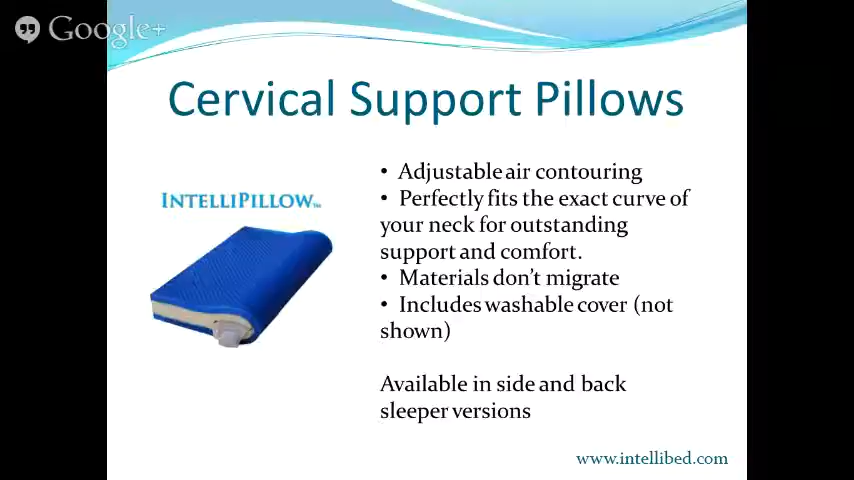 Google+
Cervical Support Pillows
INTELLIPILLOW™
• Adjustable air contouring
• Perfectly fits the exact curve of
your neck for outstanding
support and comfort.
• Materials don't migrate
• Includes washable cover (not
shown)
Available in side and back
sleeper versions
www.intellibed.com